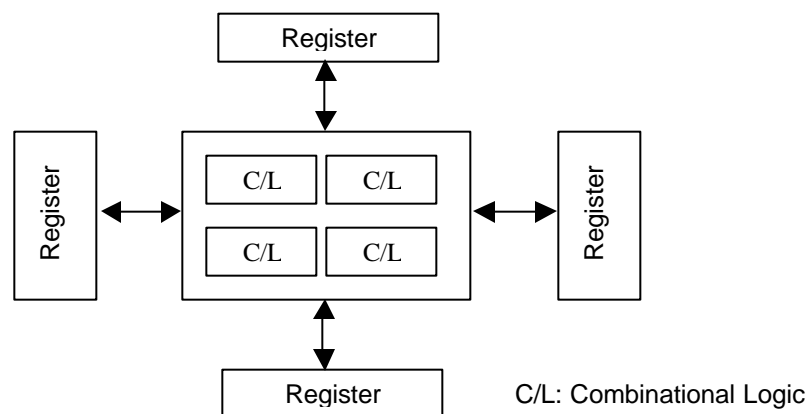 Register
Register
C/L C/L
Register
C/L C/L
Register
C/L: Combinational Logic